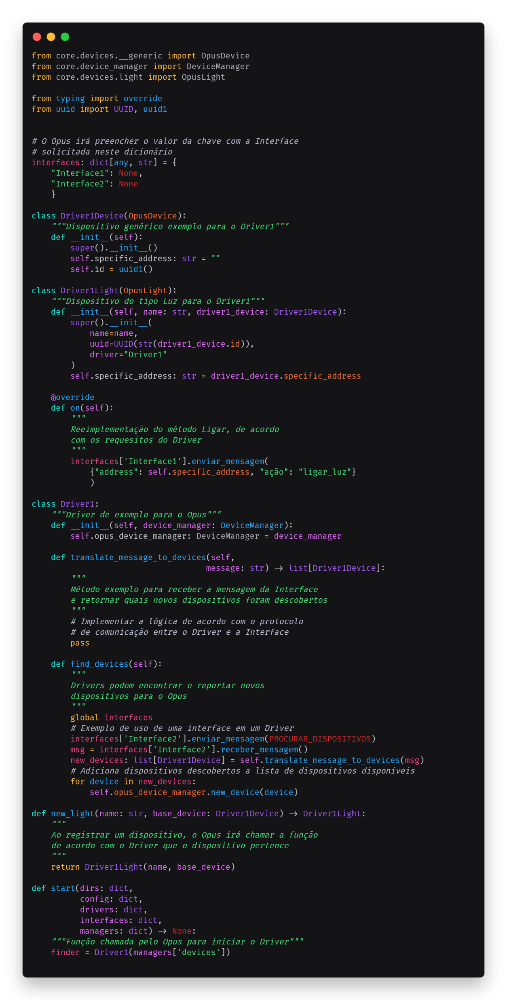 from core.devices.__generic import OpusDevice
from core.device_manager import DeviceManager
from core.devices.light import OpusLight

from typing import override
from uuid import UUID, uuid1


# O Opus irá preencher o valor da chave com a Interface
# solicitada neste dicionário
interfaces: dict[any, str] = {
    "Interface1": None,
    "Interface2": None
    }

class Driver1Device(OpusDevice):
    """Dispositivo genérico exemplo para o Driver1"""
    def __init__(self):
        super().__init__()
        self.specific_address: str = ""
        self.id = uuid1()

class Driver1Light(OpusLight):
    """Dispositivo do tipo Luz para o Driver1"""
    def __init__(self, name: str, driver1_device: Driver1Device):
        super().__init__(
            name=name,
            uuid=UUID(str(driver1_device.id)),
            driver="Driver1"
        )
        self.specific_address: str = driver1_device.specific_address

    @override
    def on(self):
        """
        Reeimplementação do método Ligar, de acordo
        com os requesitos do Driver
        """
        interfaces['Interface1'].enviar_mensagem(
            {"address": self.specific_address, "ação": "ligar_luz"}
            )

class Driver1:
    """Driver de exemplo para o Opus"""
    def __init__(self, device_manager: DeviceManager):
        self.opus_device_manager: DeviceManager = device_manager

    def translate_message_to_devices(self,
                                    message: str) -> list[Driver1Device]:
        """
        Método exemplo para receber a mensagem da Interface
        e retornar quais novos dispositivos foram descobertos
        """
        # Implementar a lógica de acordo com o protocolo
        # de comunicação entre o Driver e a Interface
        pass

    def find_devices(self):
        """
        Drivers podem encontrar e reportar novos
        dispositivos para o Opus
        """
        global interfaces
        # Exemplo de uso de uma interface em um Driver
        interfaces['Interface2'].enviar_mensagem(PROCURAR_DISPOSITIVOS)
        msg = interfaces['Interface2'].receber_mensagem()
        new_devices: list[Driver1Device] = self.translate_message_to_devices(msg)
        # Adiciona dispositivos descobertos a lista de dispositivos disponíveis
        for device in new_devices:
            self.opus_device_manager.new_device(device)

def new_light(name: str, base_device: Driver1Device) -> Driver1Light:
    """
    Ao registrar um dispositivo, o Opus irá chamar a função
    de acordo com o Driver que o dispositivo pertence
    """
    return Driver1Light(name, base_device)

def start(dirs: dict,
          config: dict,
          drivers: dict,
          interfaces: dict,
          managers: dict) -> None:
    """Função chamada pelo Opus para iniciar o Driver"""
    finder = Driver1(managers['devices'])